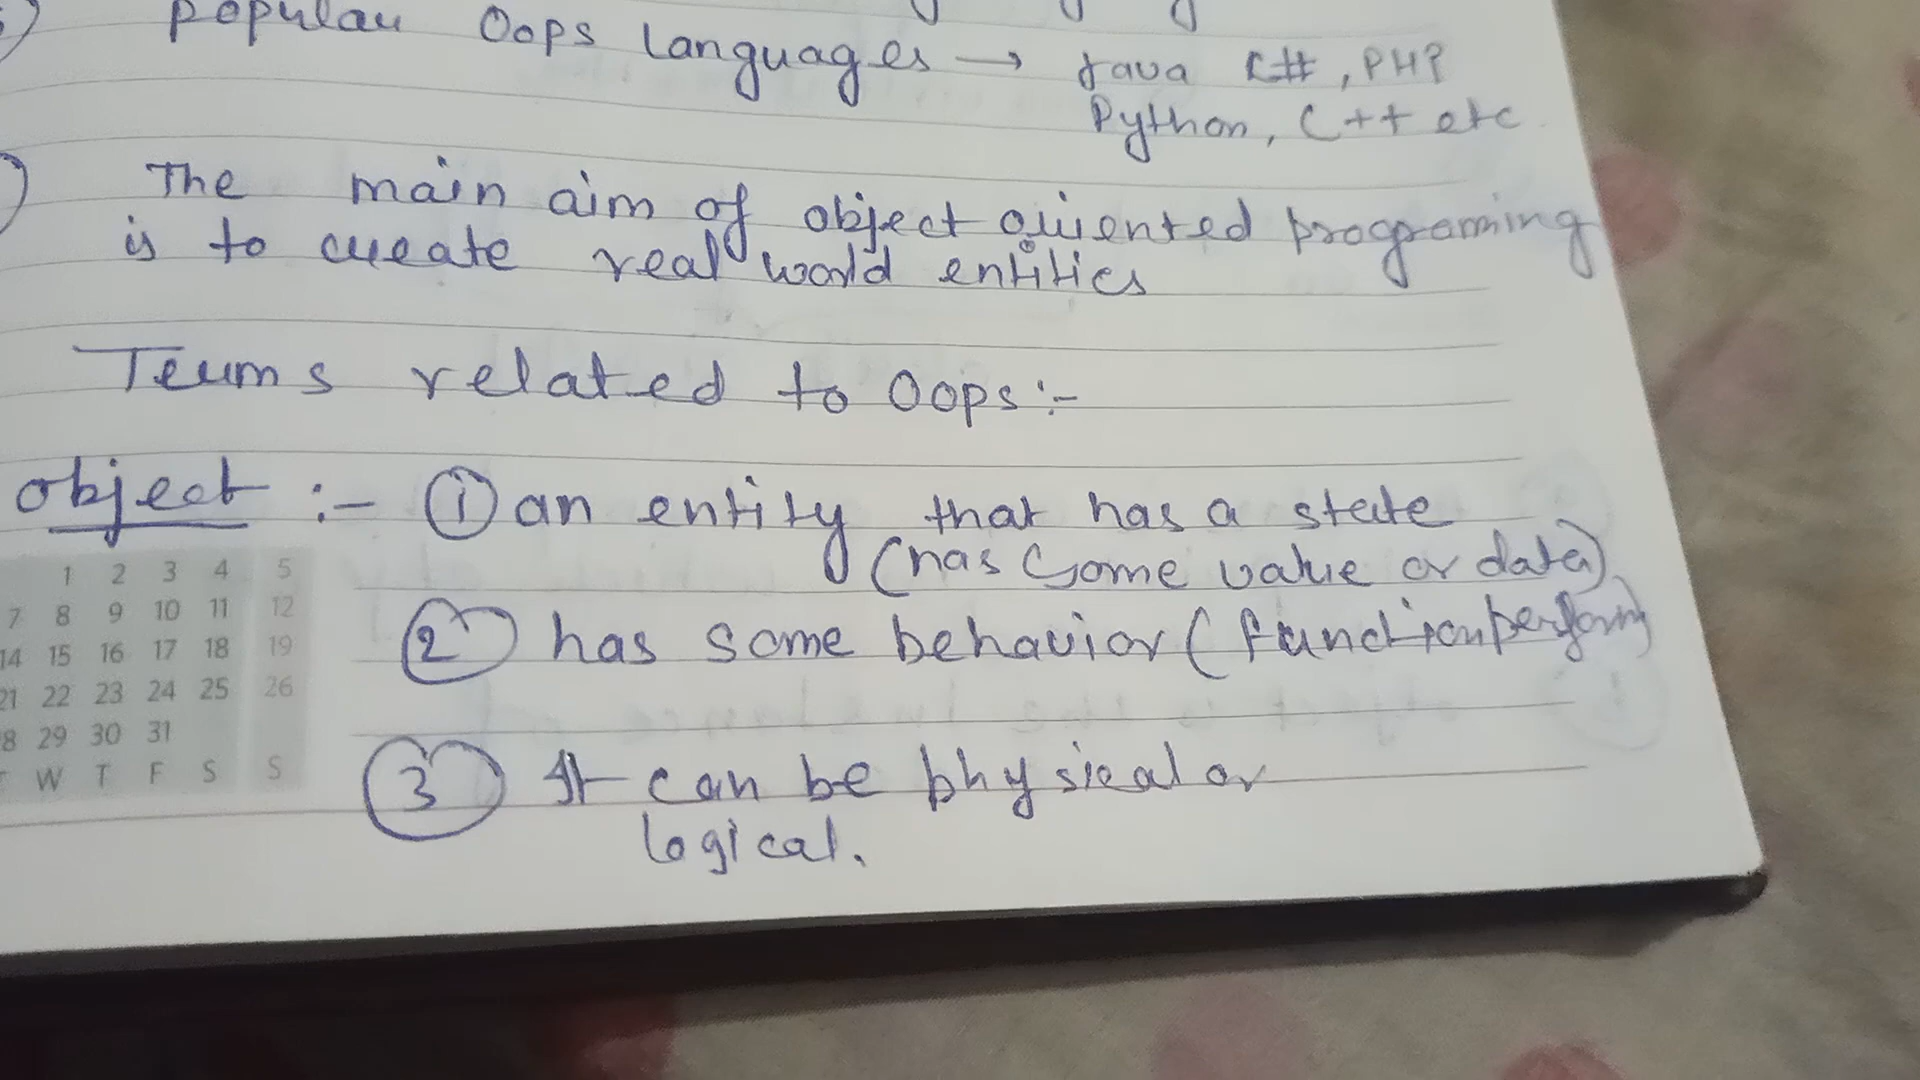 popular Oops languages → Java C#, PHP
Python, C++ etc
The main aim of object oriented programing
is to create real world entities
Terms related to Oops:-
object :- ① an entity that has a state
(has some value or data)
② has some behavior (function perform)
③ It can be physical or
logical.
1 2 3 4 5
7 8 9 10 11 12
14 15 16 17 18 19
21 22 23 24 25 26
8 29 30 31
W T F S S